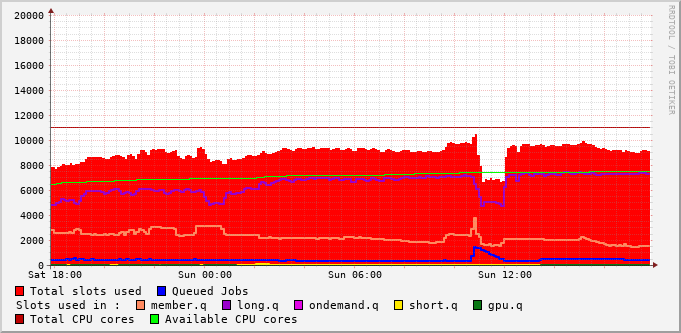 20000
18000
16000
14000
12000
10000
8000
6000
4000
2000
0
Sat 18:00 Sun 00:00 Sun 06:00 Sun 12:00
Total slots used Queued Jobs
Slots used in : member.q long.q ondemand.q short.q gpu.q
Total CPU cores Available CPU cores
RRDTOOL / TOBI OETIKER